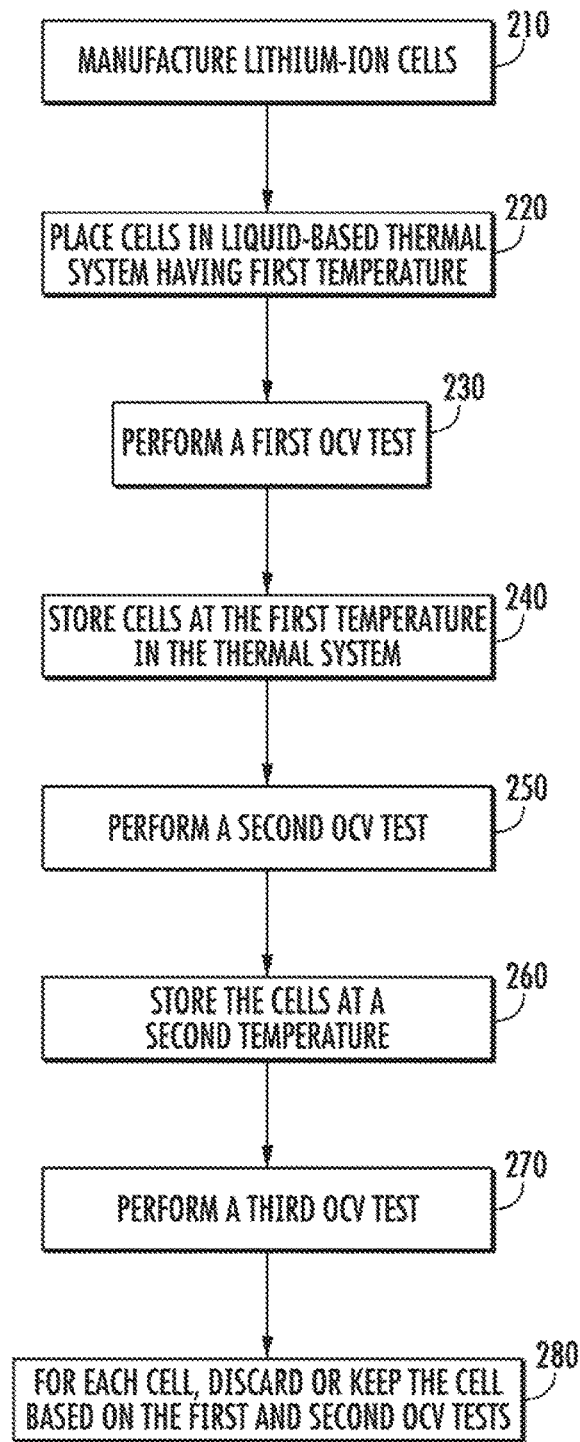 210
MANUFACTURE LITHIUM-ION CELLS
220
PLACE CELLS IN LIQUID-BASED THERMAL
SYSTEM HAVING FIRST TEMPERATURE
230
PERFORM A FIRST OCV TEST
240
STORE CELLS AT THE FIRST TEMPERATURE
IN THE THERMAL SYSTEM
250
PERFORM A SECOND OCV TEST
260
STORE THE CELLS AT A
SECOND TEMPERATURE
270
PERFORM A THIRD OCV TEST
280
FOR EACH CELL, DISCARD OR KEEP THE CELL
BASED ON THE FIRST AND SECOND OCV TESTS